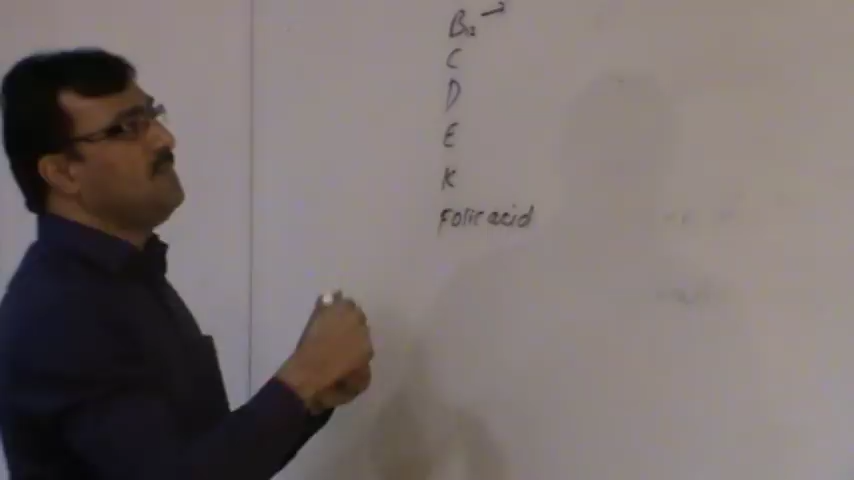 B₁₂ →
C
D
E
K
Folic acid